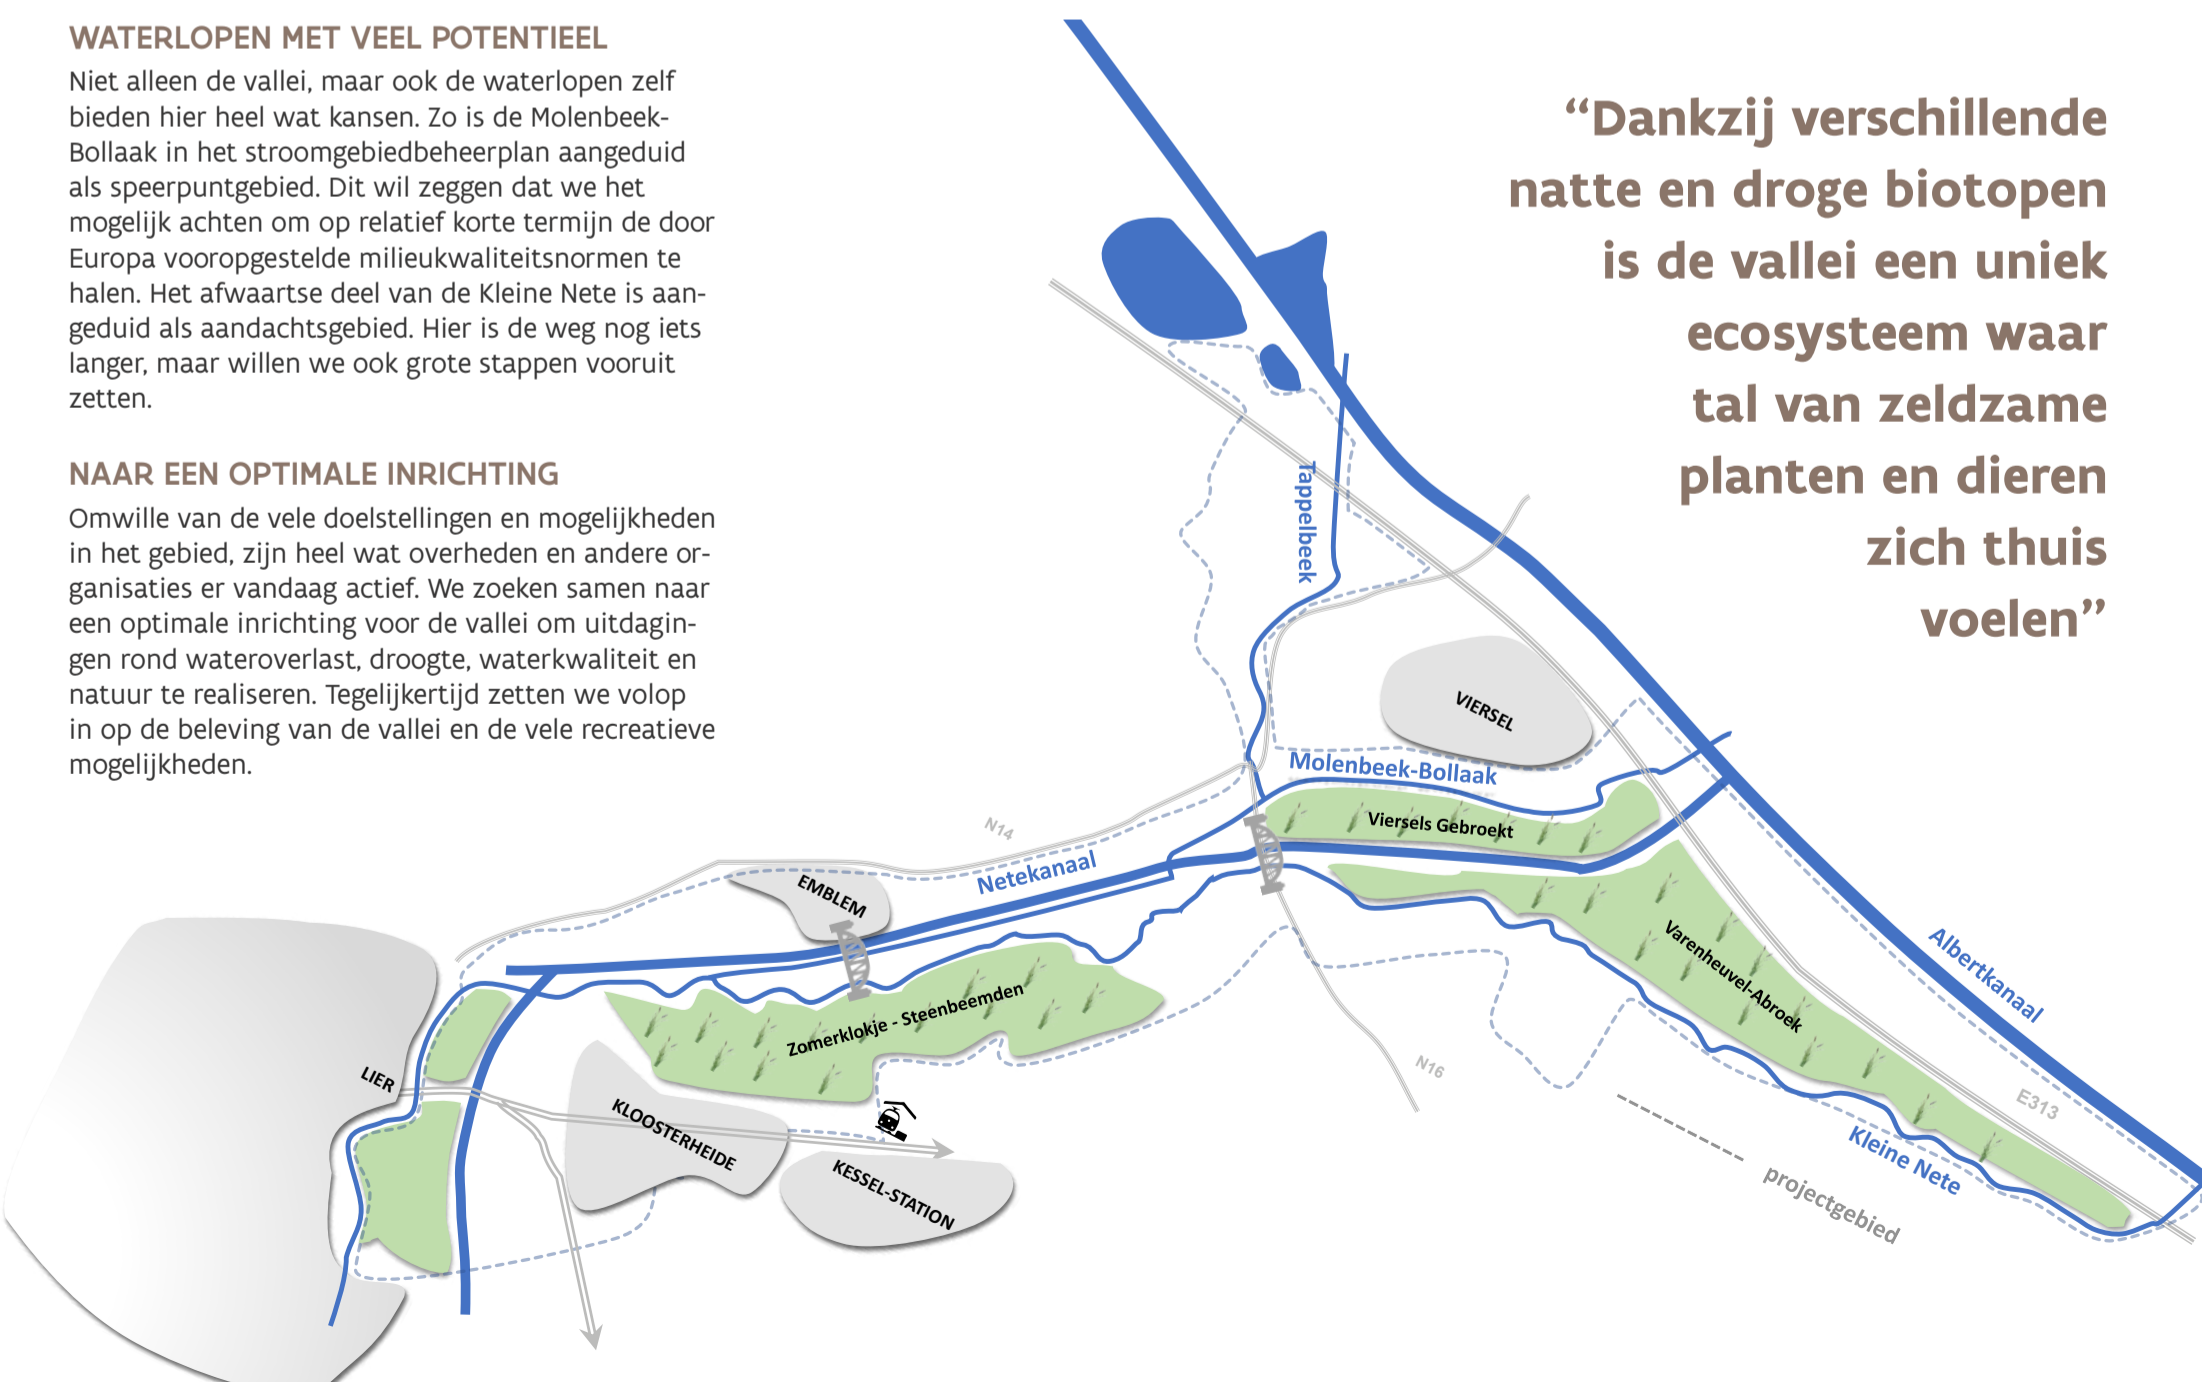 WATERLOPEN MET VEEL POTENTIEEL
Niet alleen de vallei, maar ook de waterlopen zelf
bieden hier heel wat kansen. Zo is de Molenbeek-
Bollaak in het stroomgebiedbeheerplan aangeduid
als speerpuntgebied. Dit wil zeggen dat we het
mogelijk achten om op relatief korte termijn de door
Europa vooropgestelde milieukwaliteitsnormen te
halen. Het afwaartse deel van de Kleine Nete is aan-
geduid als aandachtsgebied. Hier is de weg nog iets
langer, maar willen we ook grote stappen vooruit
zetten.
NAAR EEN OPTIMALE INRICHTING
Omwille van de vele doelstellingen en mogelijkheden
in het gebied, zijn heel wat overheden en andere or-
ganisaties er vandaag actief. We zoeken samen naar
een optimale inrichting voor de vallei om uitdagin-
gen rond wateroverlast, droogte, waterkwaliteit en
natuur te realiseren. Tegelijkertijd zetten we volop
in op de beleving van de vallei en de vele recreatieve
mogelijkheden.
“Dankzij verschillende
natte en droge biotopen
is de vallei een uniek
ecosysteem waar
tal van zeldzame
planten en dieren
zich thuis
voelen”
Tappelbeek
VIERSEL
Molenbeek-Bollaak
Viersels Gebroekt
N14
Netekanaal
EMBLEM
Varenheuvel-Abroek
Albertkanaal
Zomerklokje - Steenbeemden
LIER
KLOOSTERHEIDE
KESSEL-STATION
N16
E313
Kleine Nete
projectgebied